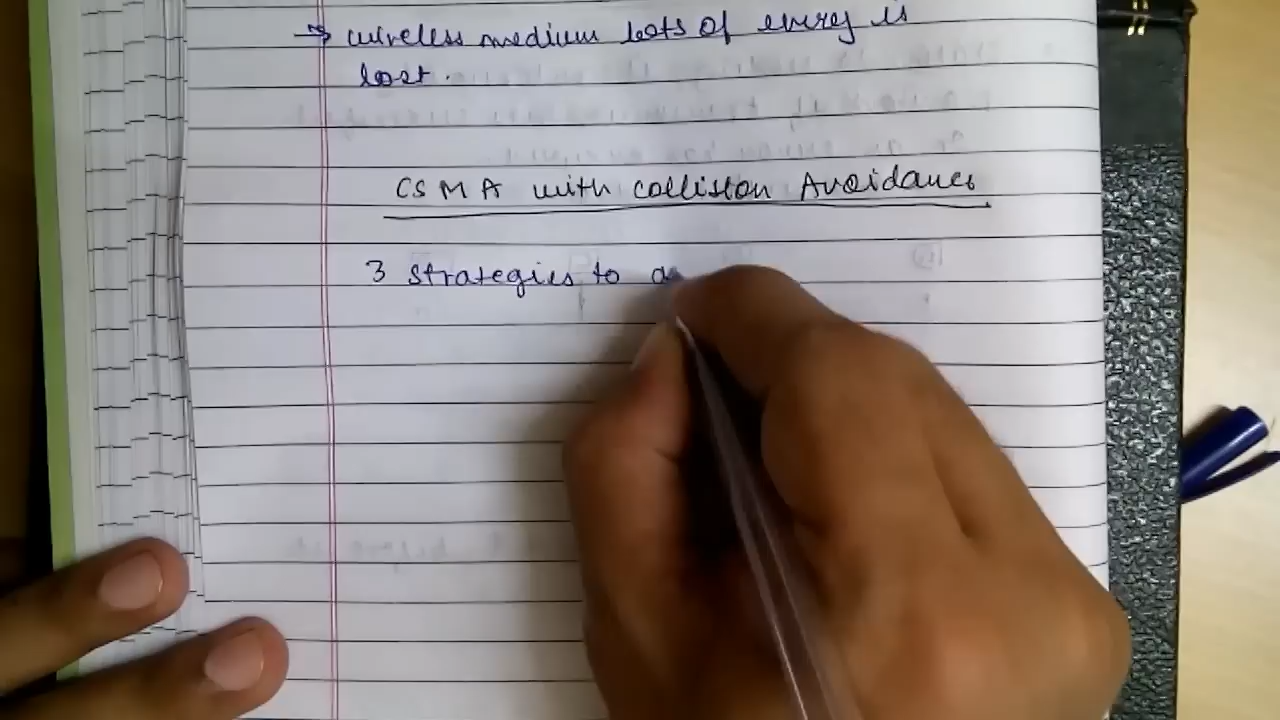 → wireless medium lots of energy is
lost.
CSMA with collision Avoidance
3 strategies to